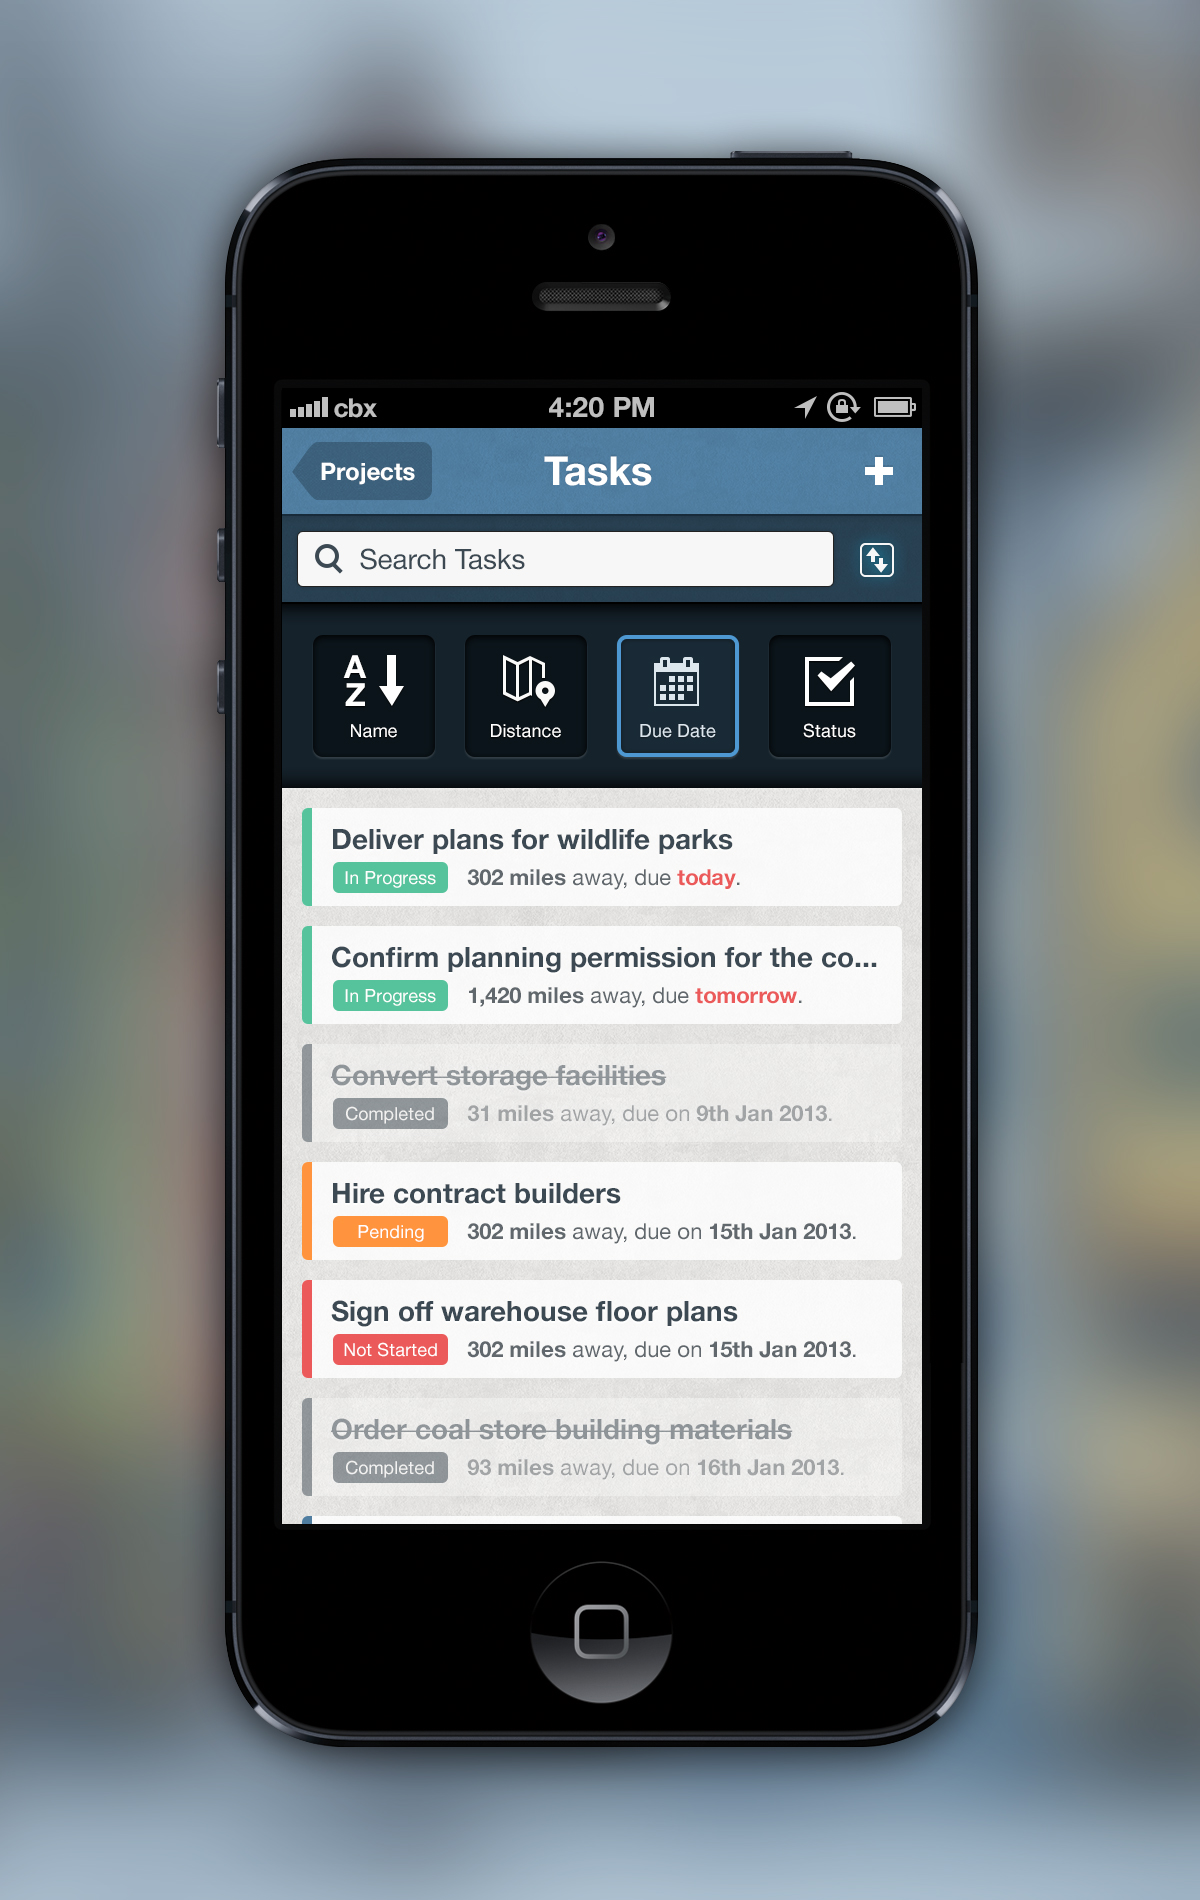 cbx 4:20 PM
Projects Tasks
Search Tasks
A
Z
Name Distance Due Date Status
Deliver plans for wildlife parks
In Progress 302 miles away, due today.
Confirm planning permission for the co...
In Progress 1,420 miles away, due tomorrow.
Convert storage facilities
Completed 31 miles away, due on 9th Jan 2013.
Hire contract builders
Pending 302 miles away, due on 15th Jan 2013.
Sign off warehouse floor plans
Not Started 302 miles away, due on 15th Jan 2013.
Order coal store building materials
Completed 93 miles away, due on 16th Jan 2013.